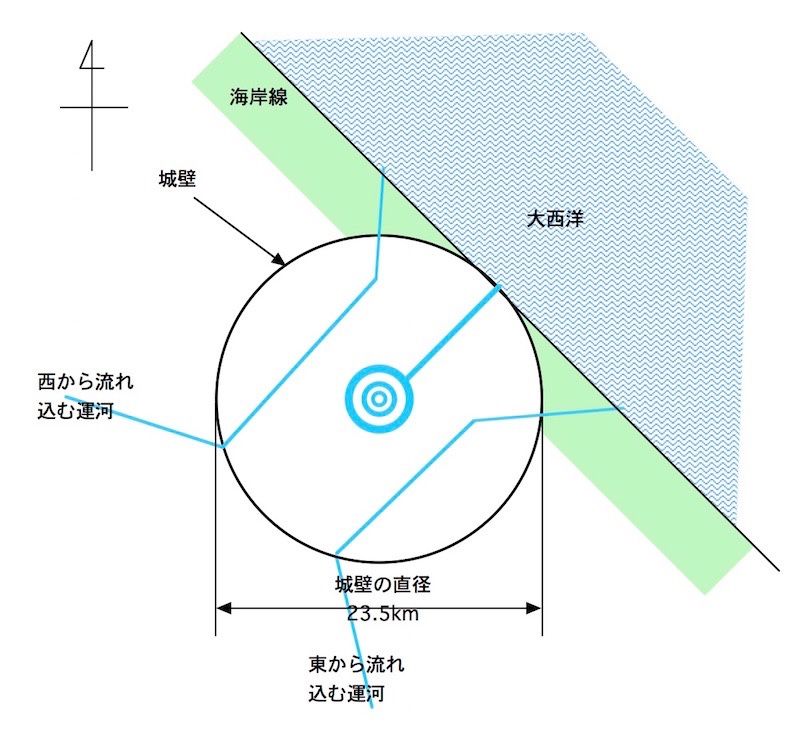 海岸線
城壁
大西洋
西から流れ
込む運河
城壁の直径
23.5km
東から流れ
込む運河